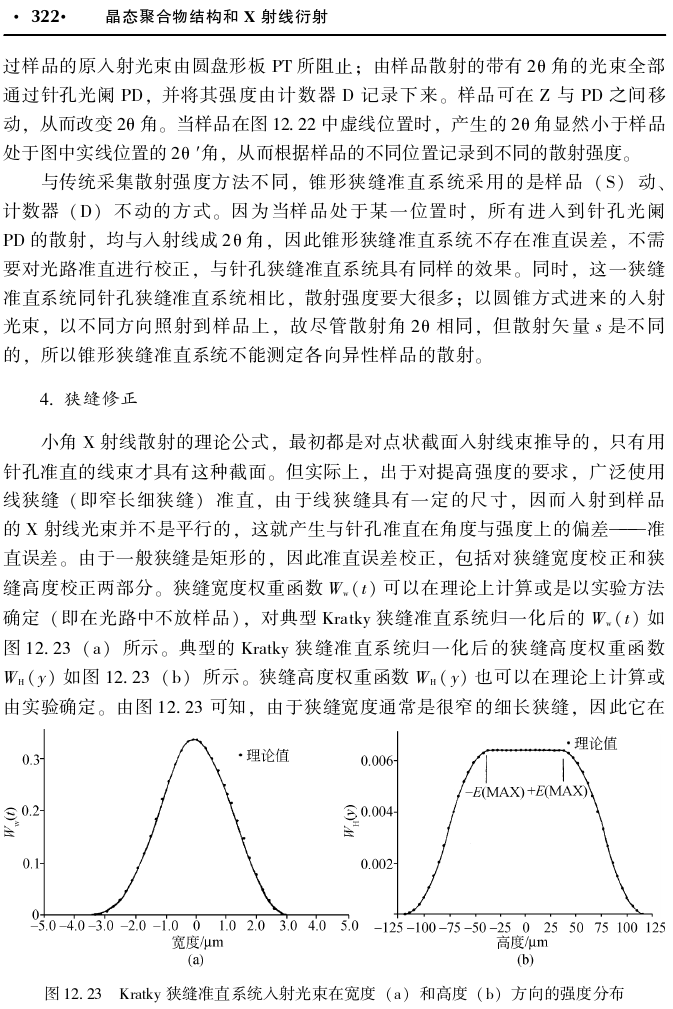 · 322· 晶态聚合物结构和 X 射线衍射
过样品的原入射光束由圆盘形板 PT 所阻止；由样品散射的带有 2θ 角的光束全部
通过针孔光阑 PD，并将其强度由计数器 D 记录下来。样品可在 Z 与 PD 之间移
动，从而改变 2θ 角。当样品在图 12. 22 中虚线位置时，产生的 2θ 角显然小于样品
处于图中实线位置的 2θ ′角，从而根据样品的不同位置记录到不同的散射强度。
与传统采集散射强度方法不同，锥形狭缝准直系统采用的是样品（S）动、
计数器（D）不动的方式。因为当样品处于某一位置时，所有进入到针孔光阑
PD 的散射，均与入射线成 2θ 角，因此锥形狭缝准直系统不存在准直误差，不需
要对光路准直进行校正，与针孔狭缝准直系统具有同样的效果。同时，这一狭缝
准直系统同针孔狭缝准直系统相比，散射强度要大很多；以圆锥方式进来的入射
光束，以不同方向照射到样品上，故尽管散射角 2θ 相同，但散射矢量 s 是不同
的，所以锥形狭缝准直系统不能测定各向异性样品的散射。
4. 狭缝修正
小角 X 射线散射的理论公式，最初都是对点状截面入射线束推导的，只有用
针孔准直的线束才具有这种截面。但实际上，出于对提高强度的要求，广泛使用
线狭缝（即窄长细狭缝）准直，由于线狭缝具有一定的尺寸，因而入射到样品
的 X 射线光束并不是平行的，这就产生与针孔准直在角度与强度上的偏差——准
直误差。由于一般狭缝是矩形的，因此准直误差校正，包括对狭缝宽度校正和狭
缝高度校正两部分。狭缝宽度权重函数 Ww(t) 可以在理论上计算或是以实验方法
确定（即在光路中不放样品），对典型 Kratky 狭缝准直系统归一化后的 Ww(t) 如
图 12. 23（a）所示。典型的 Kratky 狭缝准直系统归一化后的狭缝高度权重函数
WH(y) 如图 12. 23（b）所示。狭缝高度权重函数 WH(y) 也可以在理论上计算或
由实验确定。由图 12. 23 可知，由于狭缝宽度通常是很窄的细长狭缝，因此它在
Ww(t)
0.3
0.2
0.1
0
· 理论值
−5.0 −4.0 −3.0 −2.0 −1.0 0 1.0 2.0 3.0 4.0 5.0
宽度/μm
(a)
WH(y)
0.006
0.004
0.002
· 理论值
−E(MAX) +E(MAX)
−125 −100 −75 −50 −25 0 25 50 75 100 125
高度/μm
(b)
图 12. 23 Kratky 狭缝准直系统入射光束在宽度（a）和高度（b）方向的强度分布